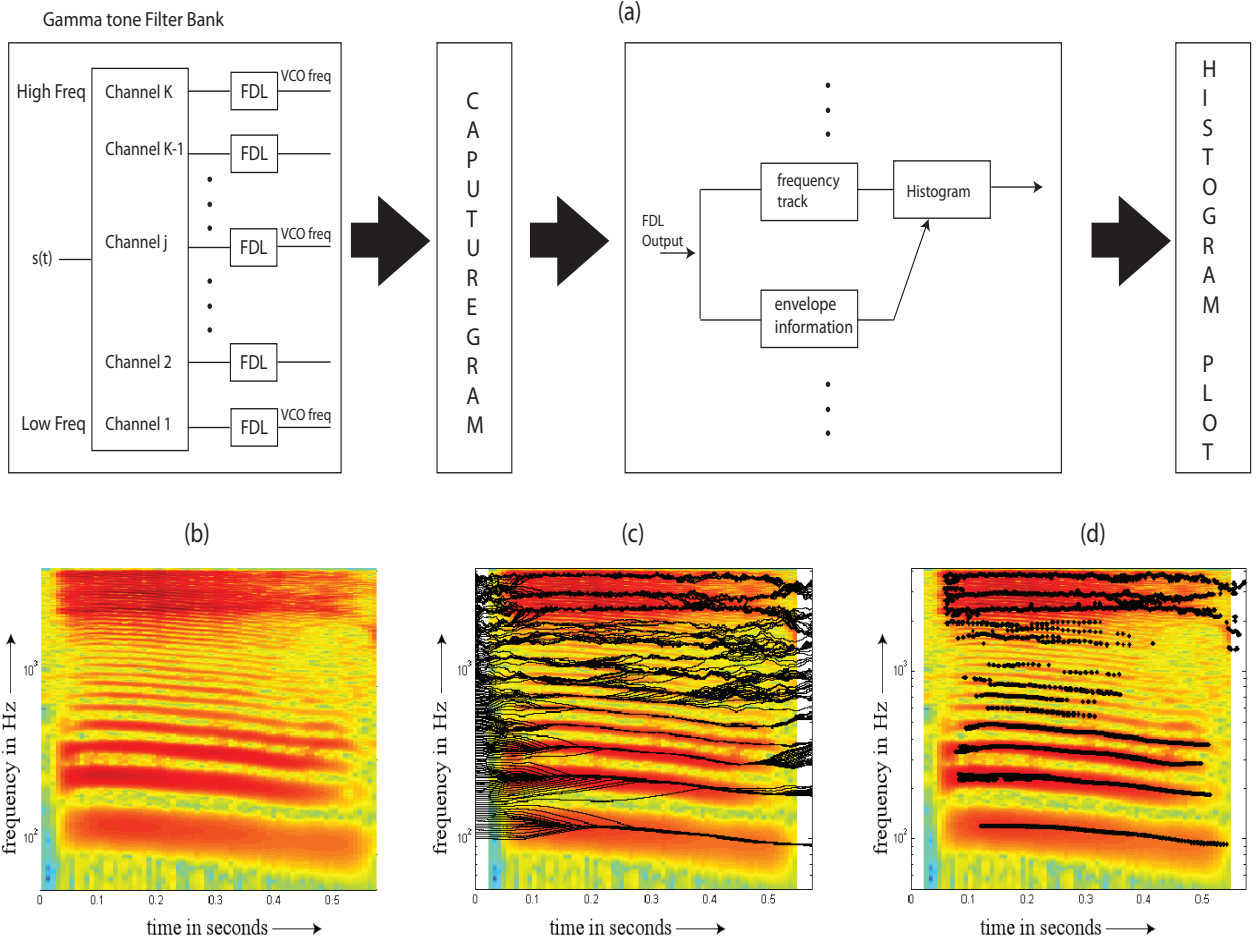 (a)
Gamma tone Filter Bank
High Freq
Channel K
FDL
VCO freq
Channel K-1
FDL
s(t)
Channel j
FDL
VCO freq
Channel 2
FDL
Low Freq
Channel 1
FDL
VCO freq
C
A
P
U
T
U
R
E
G
R
A
M
FDL
Output
frequency
track
Histogram
envelope
information
H
I
S
T
O
G
R
A
M
P
L
O
T
(b)
frequency in Hz
10³
10²
0 0.1 0.2 0.3 0.4 0.5
time in seconds
(c)
frequency in Hz
10³
10²
0 0.1 0.2 0.3 0.4 0.5
time in seconds
(d)
frequency in Hz
10³
10²
0 0.1 0.2 0.3 0.4 0.5
time in seconds